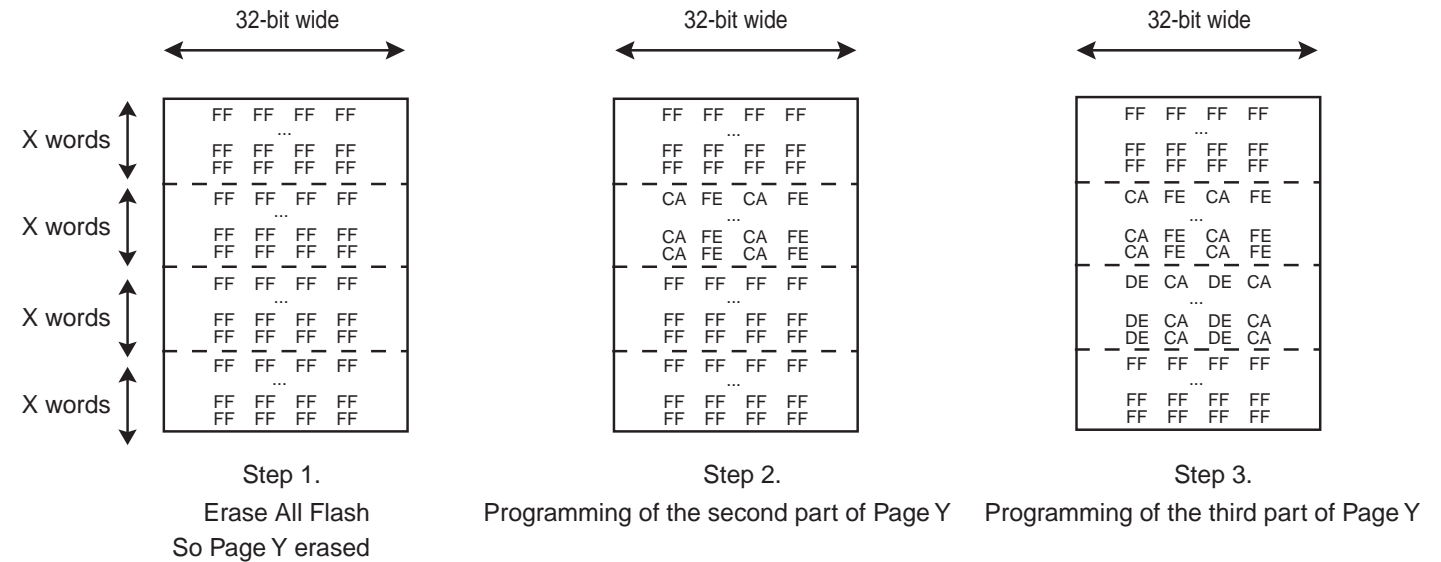 32-bit wide
X words
X words
X words
X words
FF FF FF FF
...
FF FF FF FF
FF FF FF FF
FF FF FF FF
...
FF FF FF FF
FF FF FF FF
FF FF FF FF
...
FF FF FF FF
FF FF FF FF
FF FF FF FF
...
FF FF FF FF
FF FF FF FF
Step 1.
Erase All Flash
So Page Y erased
32-bit wide
FF FF FF FF
...
FF FF FF FF
FF FF FF FF
CA FE CA FE
...
CA FE CA FE
CA FE CA FE
FF FF FF FF
...
FF FF FF FF
FF FF FF FF
FF FF FF FF
...
FF FF FF FF
FF FF FF FF
Step 2.
Programming of the second part of Page Y
32-bit wide
FF FF FF FF
...
FF FF FF FF
FF FF FF FF
CA FE CA FE
...
CA FE CA FE
CA FE CA FE
DE CA DE CA
...
DE CA DE CA
DE CA DE CA
FF FF FF FF
...
FF FF FF FF
FF FF FF FF
Step 3.
Programming of the third part of Page Y